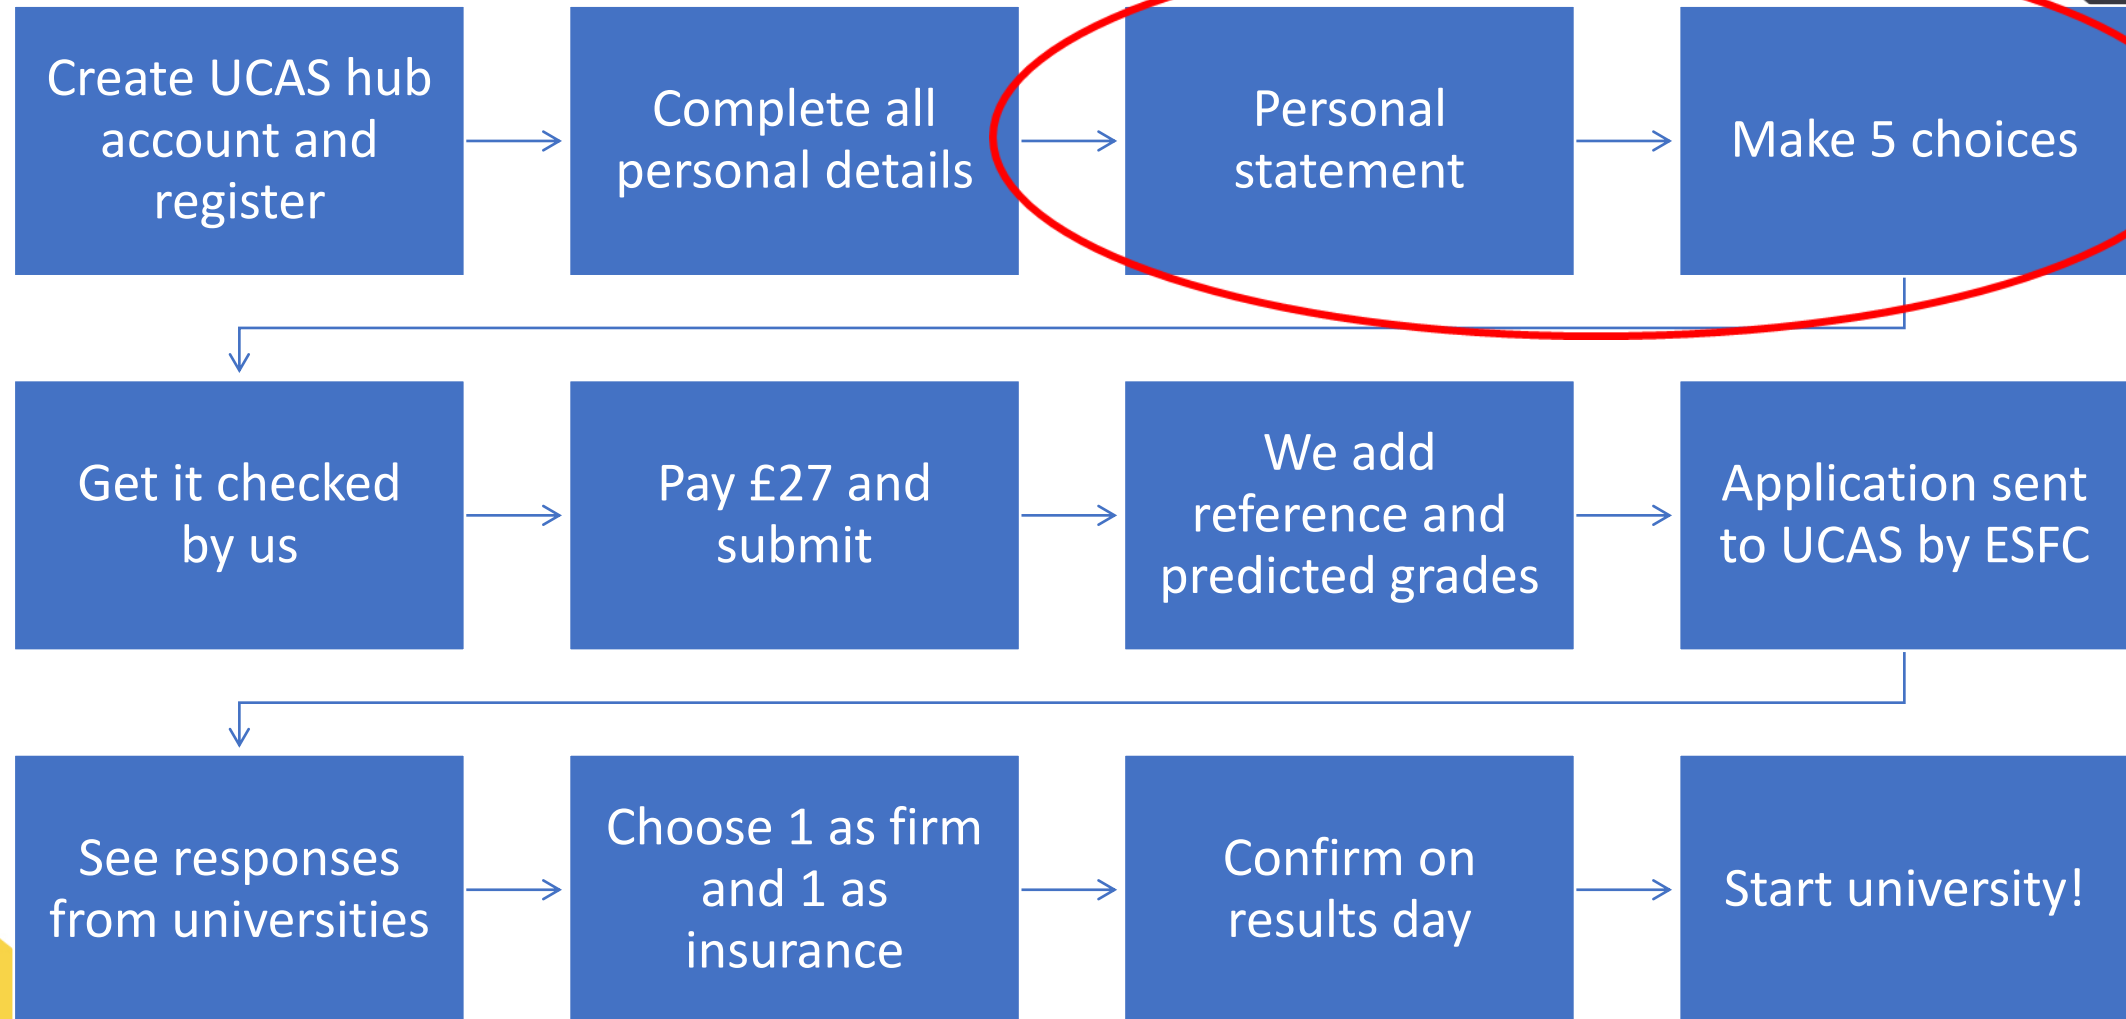 Create UCAS hub
account and
register
Complete all
personal details
Personal
statement
Make 5 choices
Get it checked
by us
Pay £27 and
submit
We add
reference and
predicted grades
Application sent
to UCAS by ESFC
See responses
from universities
Choose 1 as firm
and 1 as
insurance
Confirm on
results day
Start university!